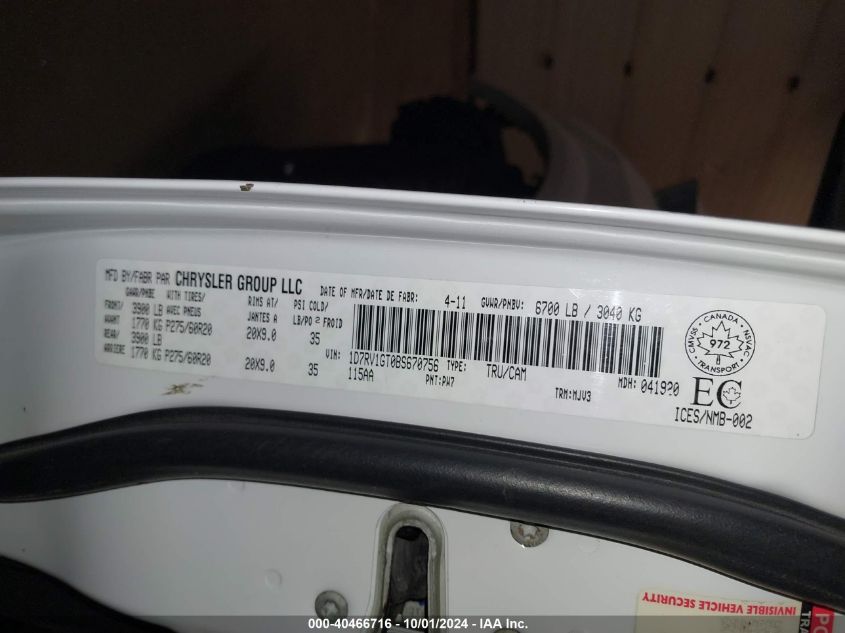 MFD BY/FABR PAR CHRYSLER GROUP LLC DATE OF MFR/DATE DE FABR: 4-11 GVWR/PNBV: 6700 LB / 3040 KG
GAWR/PNBE WITH TIRES/ RIMS AT/ PSI COLD/
FRONT/ 3900 LB AVEC PNEUS JANTES A LB/PO2 FROID
AVANT 1770 KG P275/60R20 20X9.0 35
REAR/ 3900 LB
ARRIERE 1770 KG P275/60R20 20X9.0 35
VIN: 1D7RV1GT0BS670756 TYPE: TRU/CAM MDH: 041920
115AA PNT:PW7 TRM:MJV3
CMVSS CANADA NSVAC
972
EC
ICES/NMB-002
INVISIBLE VEHICLE SECURITY
000-40466716 - 10/01/2024 - IAA Inc.